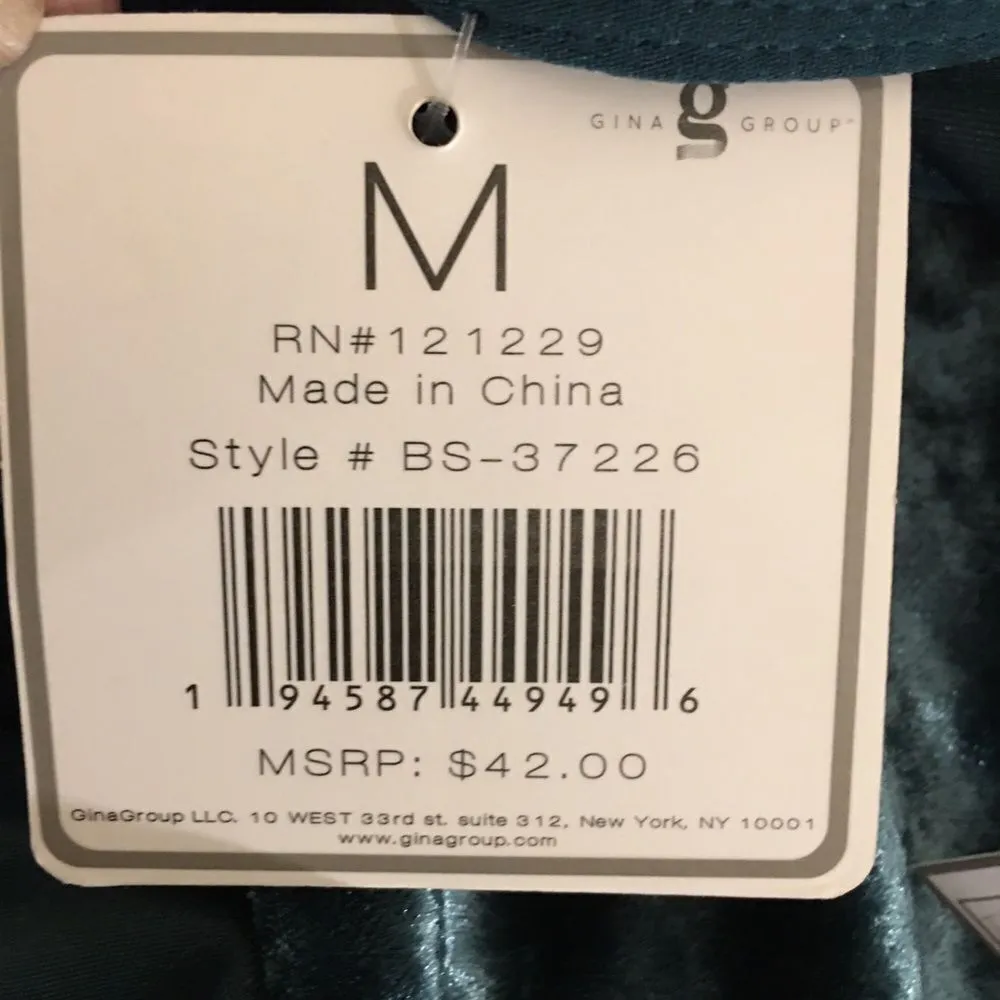 GINA g GROUP
M
RN#121229
Made in China
Style # BS-37226
1 94587 44949 6
MSRP: $42.00
GinaGroup LLC. 10 WEST 33rd st. suite 312, New York, NY 10001
www.ginagroup.com